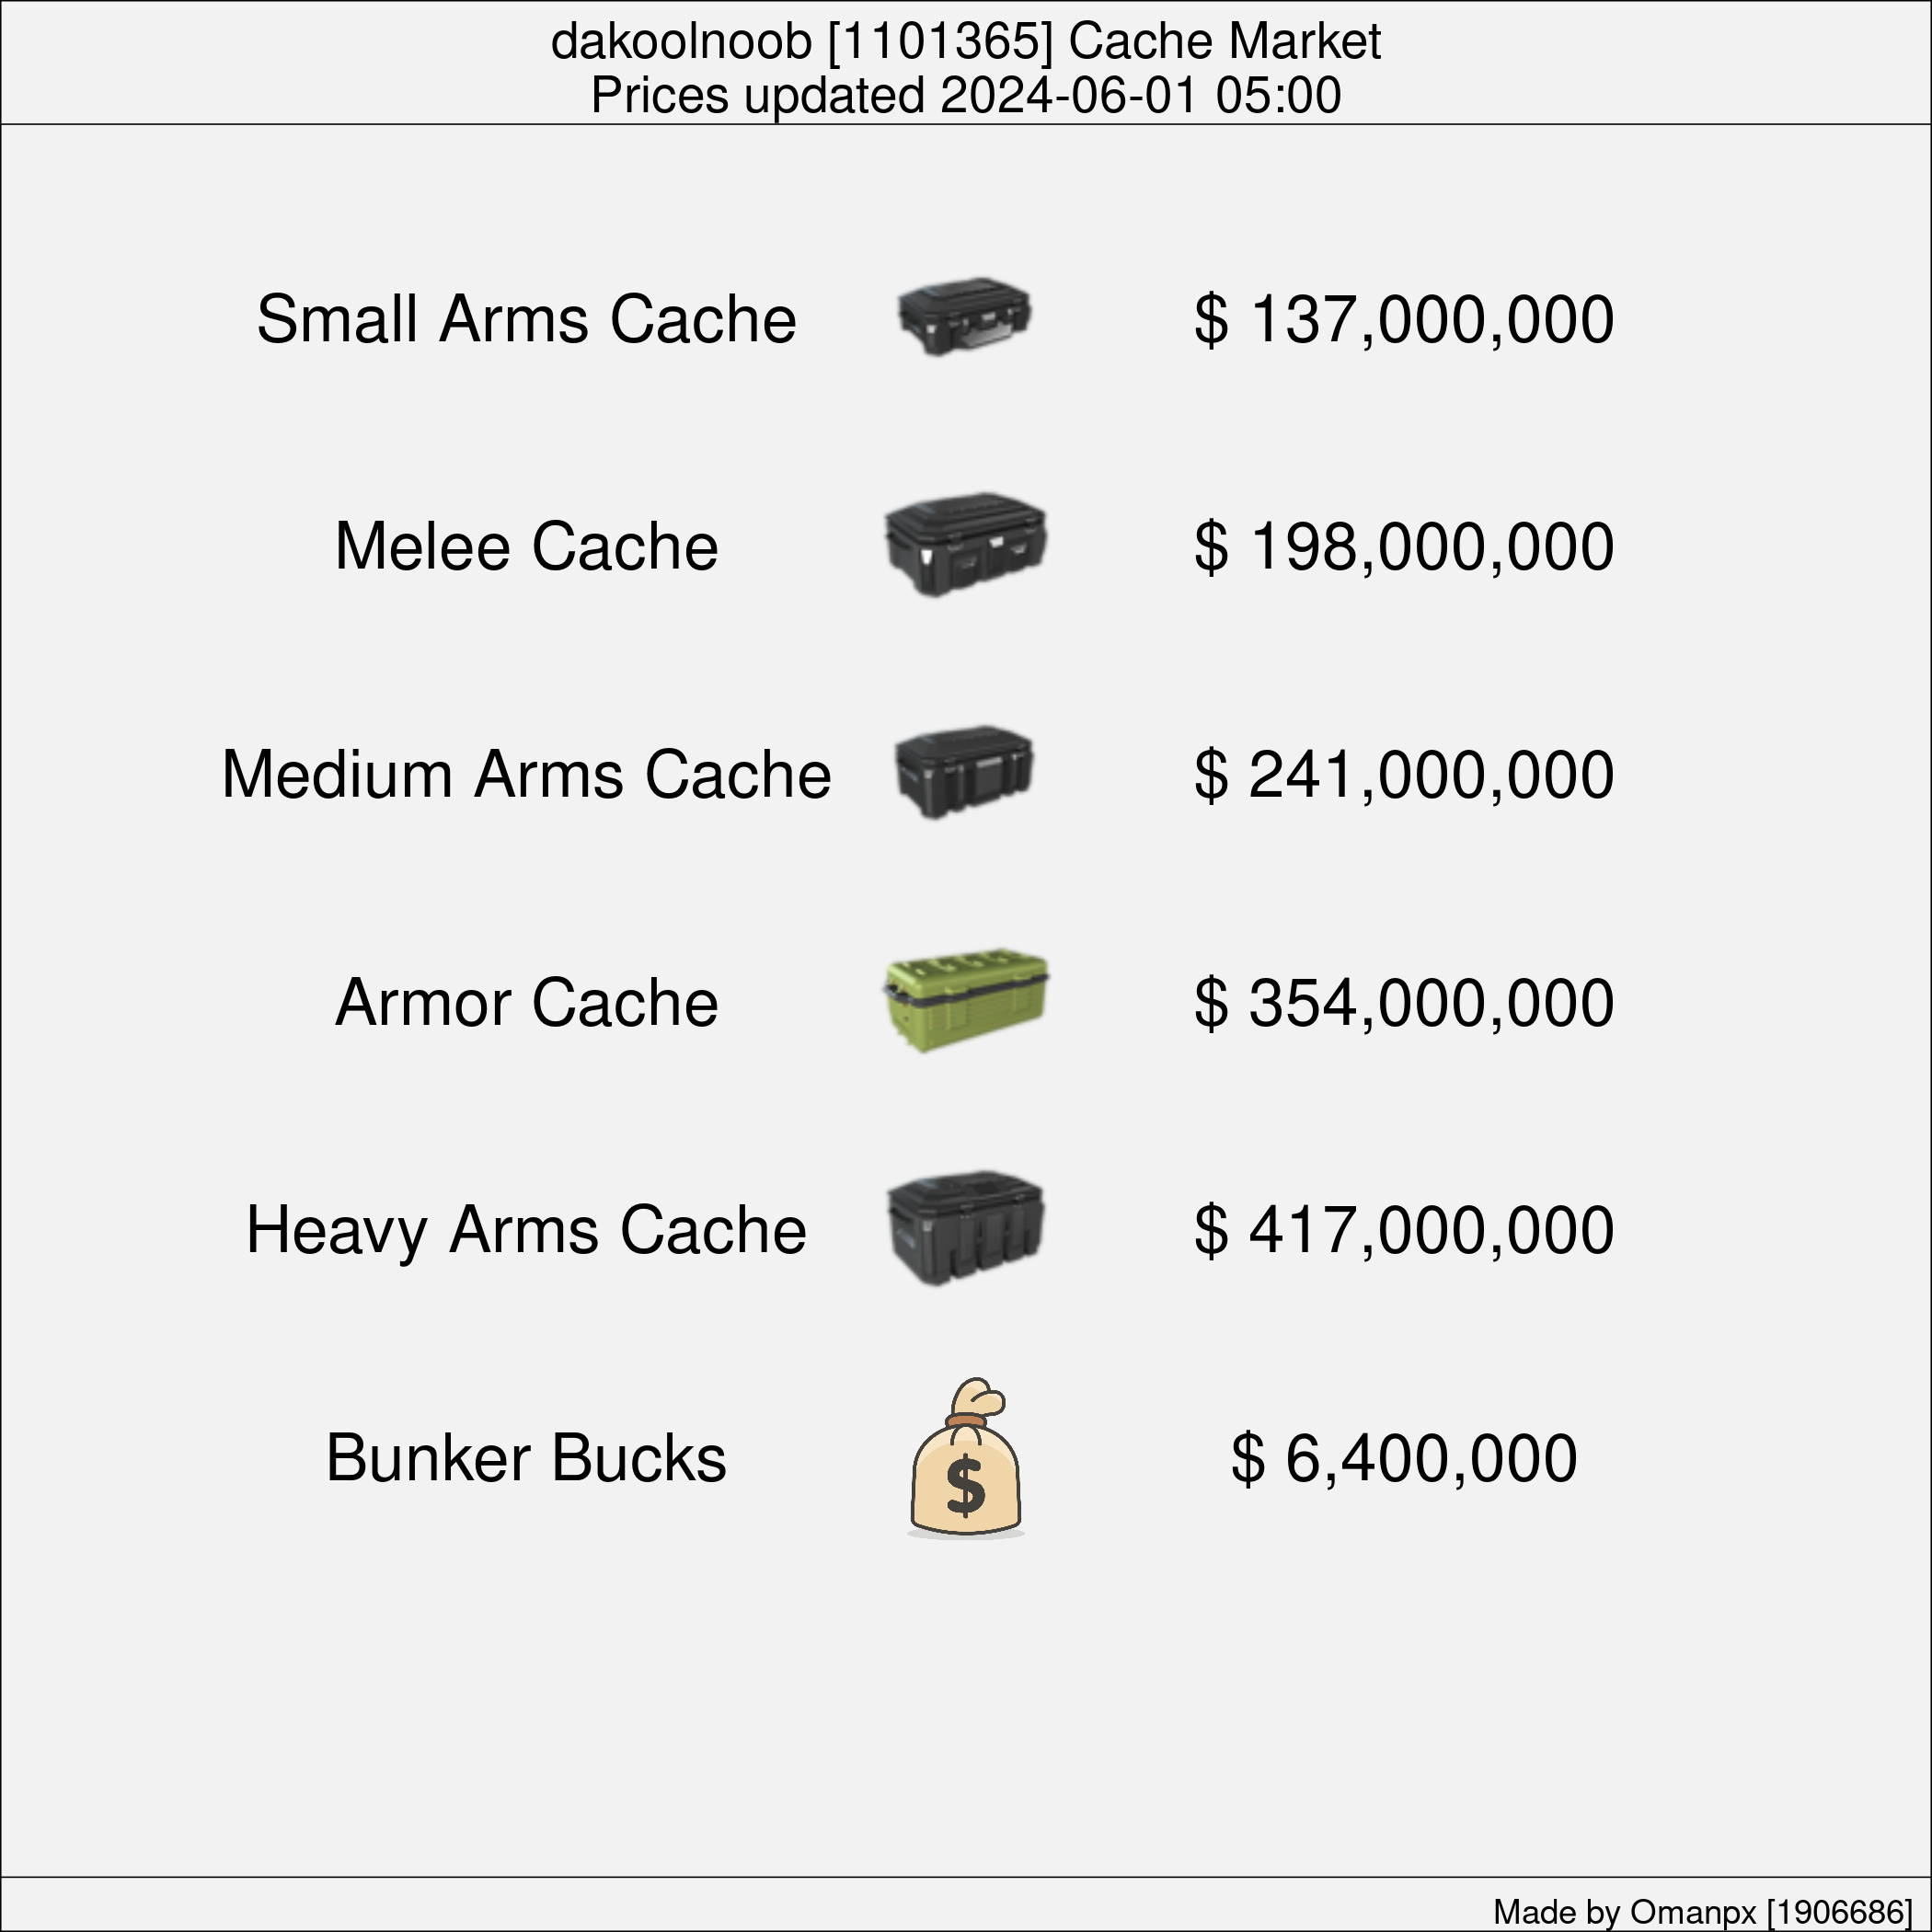 dakoolnoob [1101365] Cache Market
Prices updated 2024-06-01 05:00
Small Arms Cache $ 137,000,000
Melee Cache $ 198,000,000
Medium Arms Cache $ 241,000,000
Armor Cache $ 354,000,000
Heavy Arms Cache $ 417,000,000
Bunker Bucks $ $ 6,400,000
Made by Omanpx [1906686]